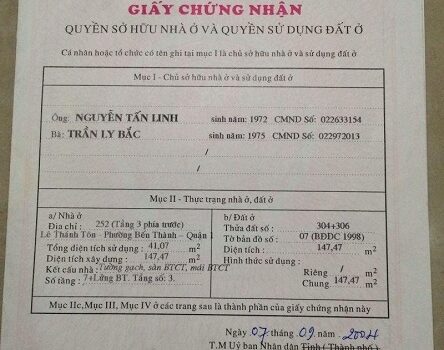 GIẤY CHỨNG NHẬN
QUYỀN SỞ HỮU NHÀ Ở VÀ QUYỀN SỬ DỤNG ĐẤT Ở
Cá nhân hoặc tổ chức có tên ghi tại mục I là chủ sở hữu nhà ở và sử dụng đất ở
Mục I - Chủ sở hữu nhà ở và sử dụng đất ở
Ông: NGUYỄN TẤN LINH sinh năm: 1972 CMND Số: 022633154
Bà: TRẦN LY BẮC sinh năm: 1975 CMND Số: 022972013
/
/
Mục II - Thực trạng nhà ở, đất ở
a/ Nhà ở
Địa chỉ : 252 (Tầng 3 phía trước)
Lê Thánh Tôn - Phường Bến Thành - Quận 1
Tổng diện tích sử dụng : 41,07 m2
Diện tích xây dựng : 147,47 m2
Kết cấu nhà : Tường gạch, sàn BTCT, mái BTCT
Số tầng : 7+Lửng BT. Tầng số: 3.
b/ Đất ở
Thửa đất số : 304+306
Tờ bản đồ số : 07 (BĐDC 1998)
Diện tích : 147,47 m2
Hình thức sử dụng :
Riêng : / m2
Chung: 147,47 m2
Mục IIc, Mục III, Mục IV ở các trang sau là thành phần của giấy chứng nhận này
Ngày 07 tháng 09 năm 2004
T.M Uỷ ban Nhân dân Tỉnh ( Thành phố )